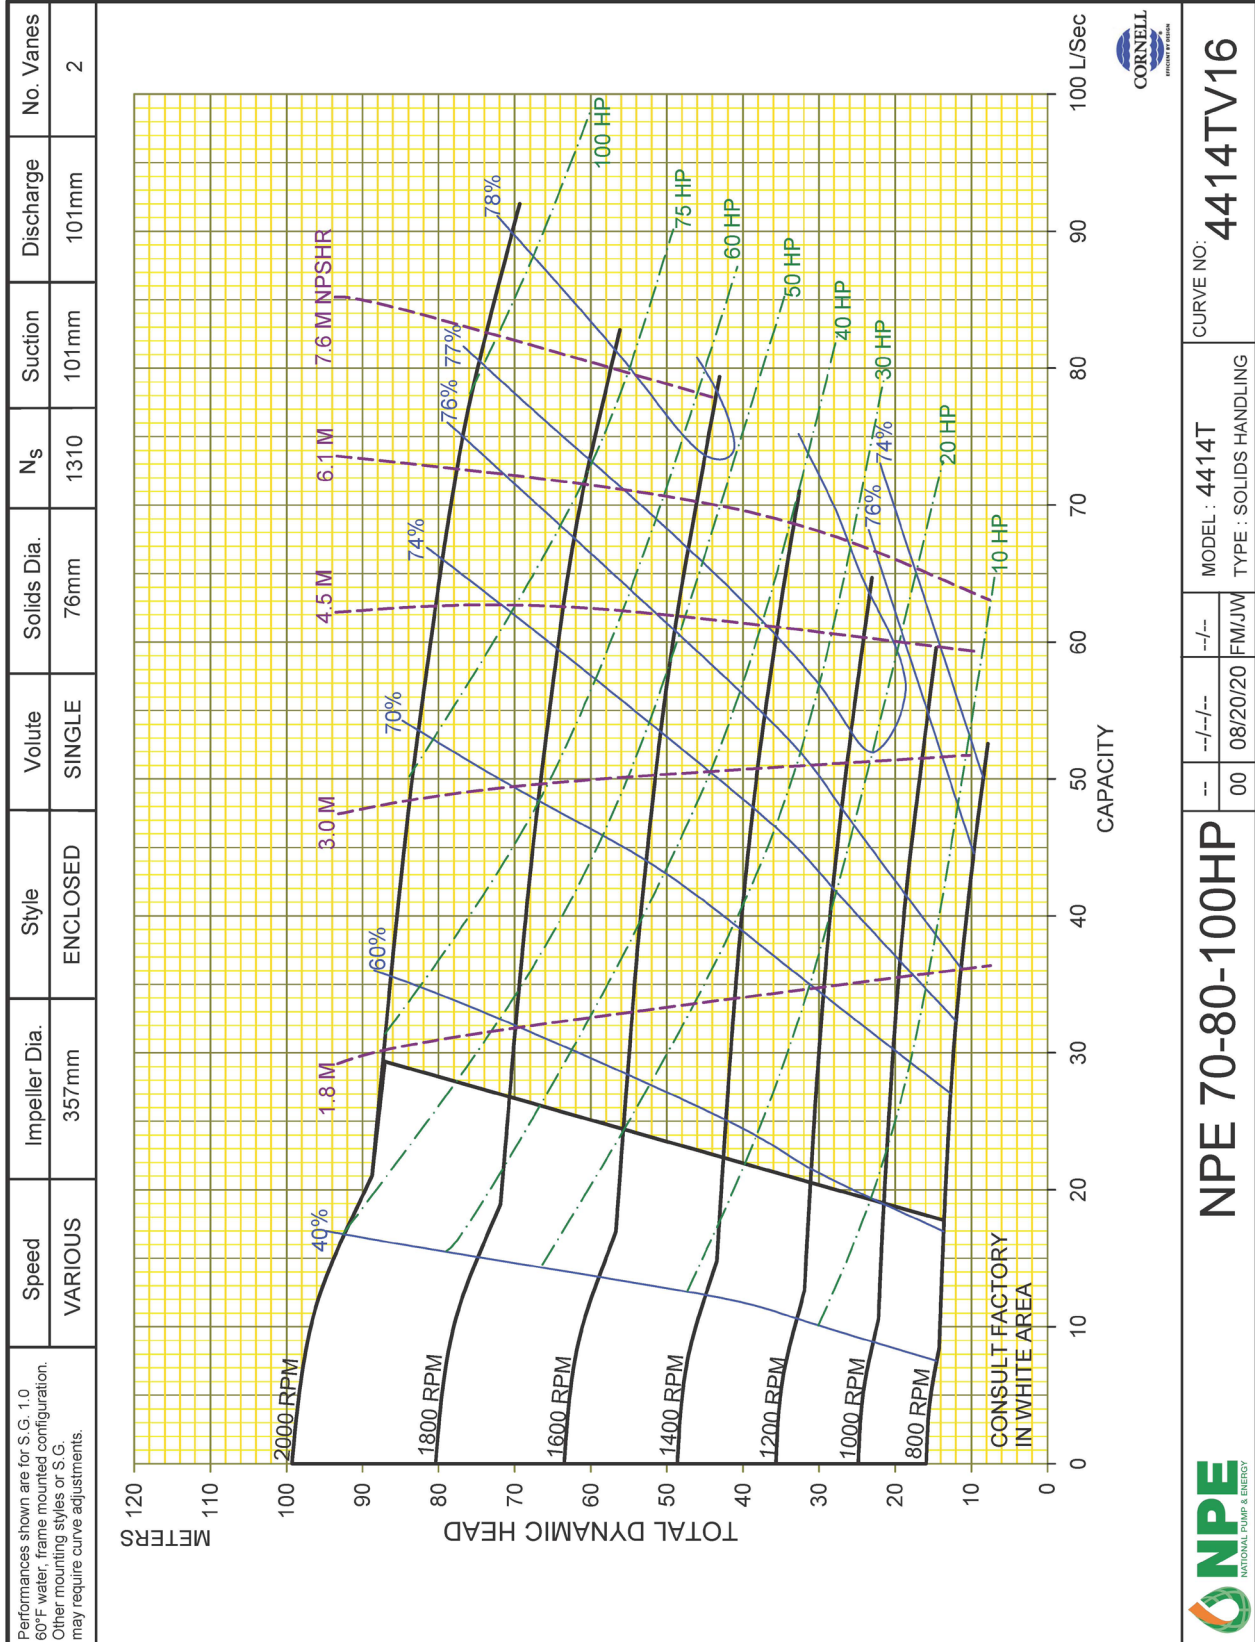 Performances shown are for S.G. 1.0
60°F water, frame mounted configuration.
Other mounting styles or S.G.
may require curve adjustments.
Speed
VARIOUS
Impeller Dia.
357mm
Style
ENCLOSED
Volute
SINGLE
Solids Dia.
76mm
Ns
1310
Suction
101mm
Discharge
101mm
No. Vanes
2
METERS
TOTAL DYNAMIC HEAD
120
110
100
90
80
70
60
50
40
30
20
10
0
2000 RPM
1800 RPM
1600 RPM
1400 RPM
1200 RPM
1000 RPM
800 RPM
40%
60%
70%
74%
76%
77%
78%
76%
74%
1.8 M
3.0 M
4.5 M
6.1 M
7.6 M NPSHR
100 HP
75 HP
60 HP
50 HP
40 HP
30 HP
20 HP
10 HP
CONSULT FACTORY
IN WHITE AREA
0 10 20 30 40 50 60 70 80 90 100 L/Sec
CAPACITY
CORNELL
EFFICIENT BY DESIGN
NPE
NATIONAL PUMP & ENERGY
NPE 70-80-100HP
-- --/--/-- --/--
00 08/20/20 FM/JW
MODEL : 4414T
TYPE : SOLIDS HANDLING
CURVE NO:
4414TV16